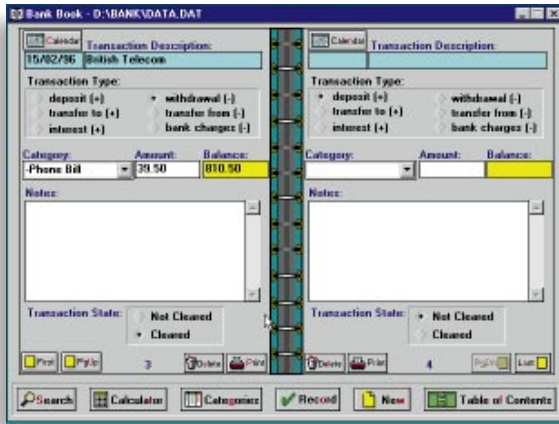 Bank Book - D:\BANK\DATA.DAT
Calendar Transaction Description:
15/02/96 British Telecom
Transaction Type:
deposit (+) withdrawal (-)
transfer to (+) transfer from (-)
interest (+) bank charges (-)
Category: Amount: Balance:
-Phone Bill 39.50 810.50
Notes:
Transaction State: Not Cleared
Cleared
First PgUp 3 Delete Print
Calendar Transaction Description:
Transaction Type:
deposit (+) withdrawal (-)
transfer to (+) transfer from (-)
interest (+) bank charges (-)
Category: Amount: Balance:
Notes:
Transaction State: Not Cleared
Cleared
Delete Print 4 PgDn Last
Search Calculator Categories Record New Table of Contents